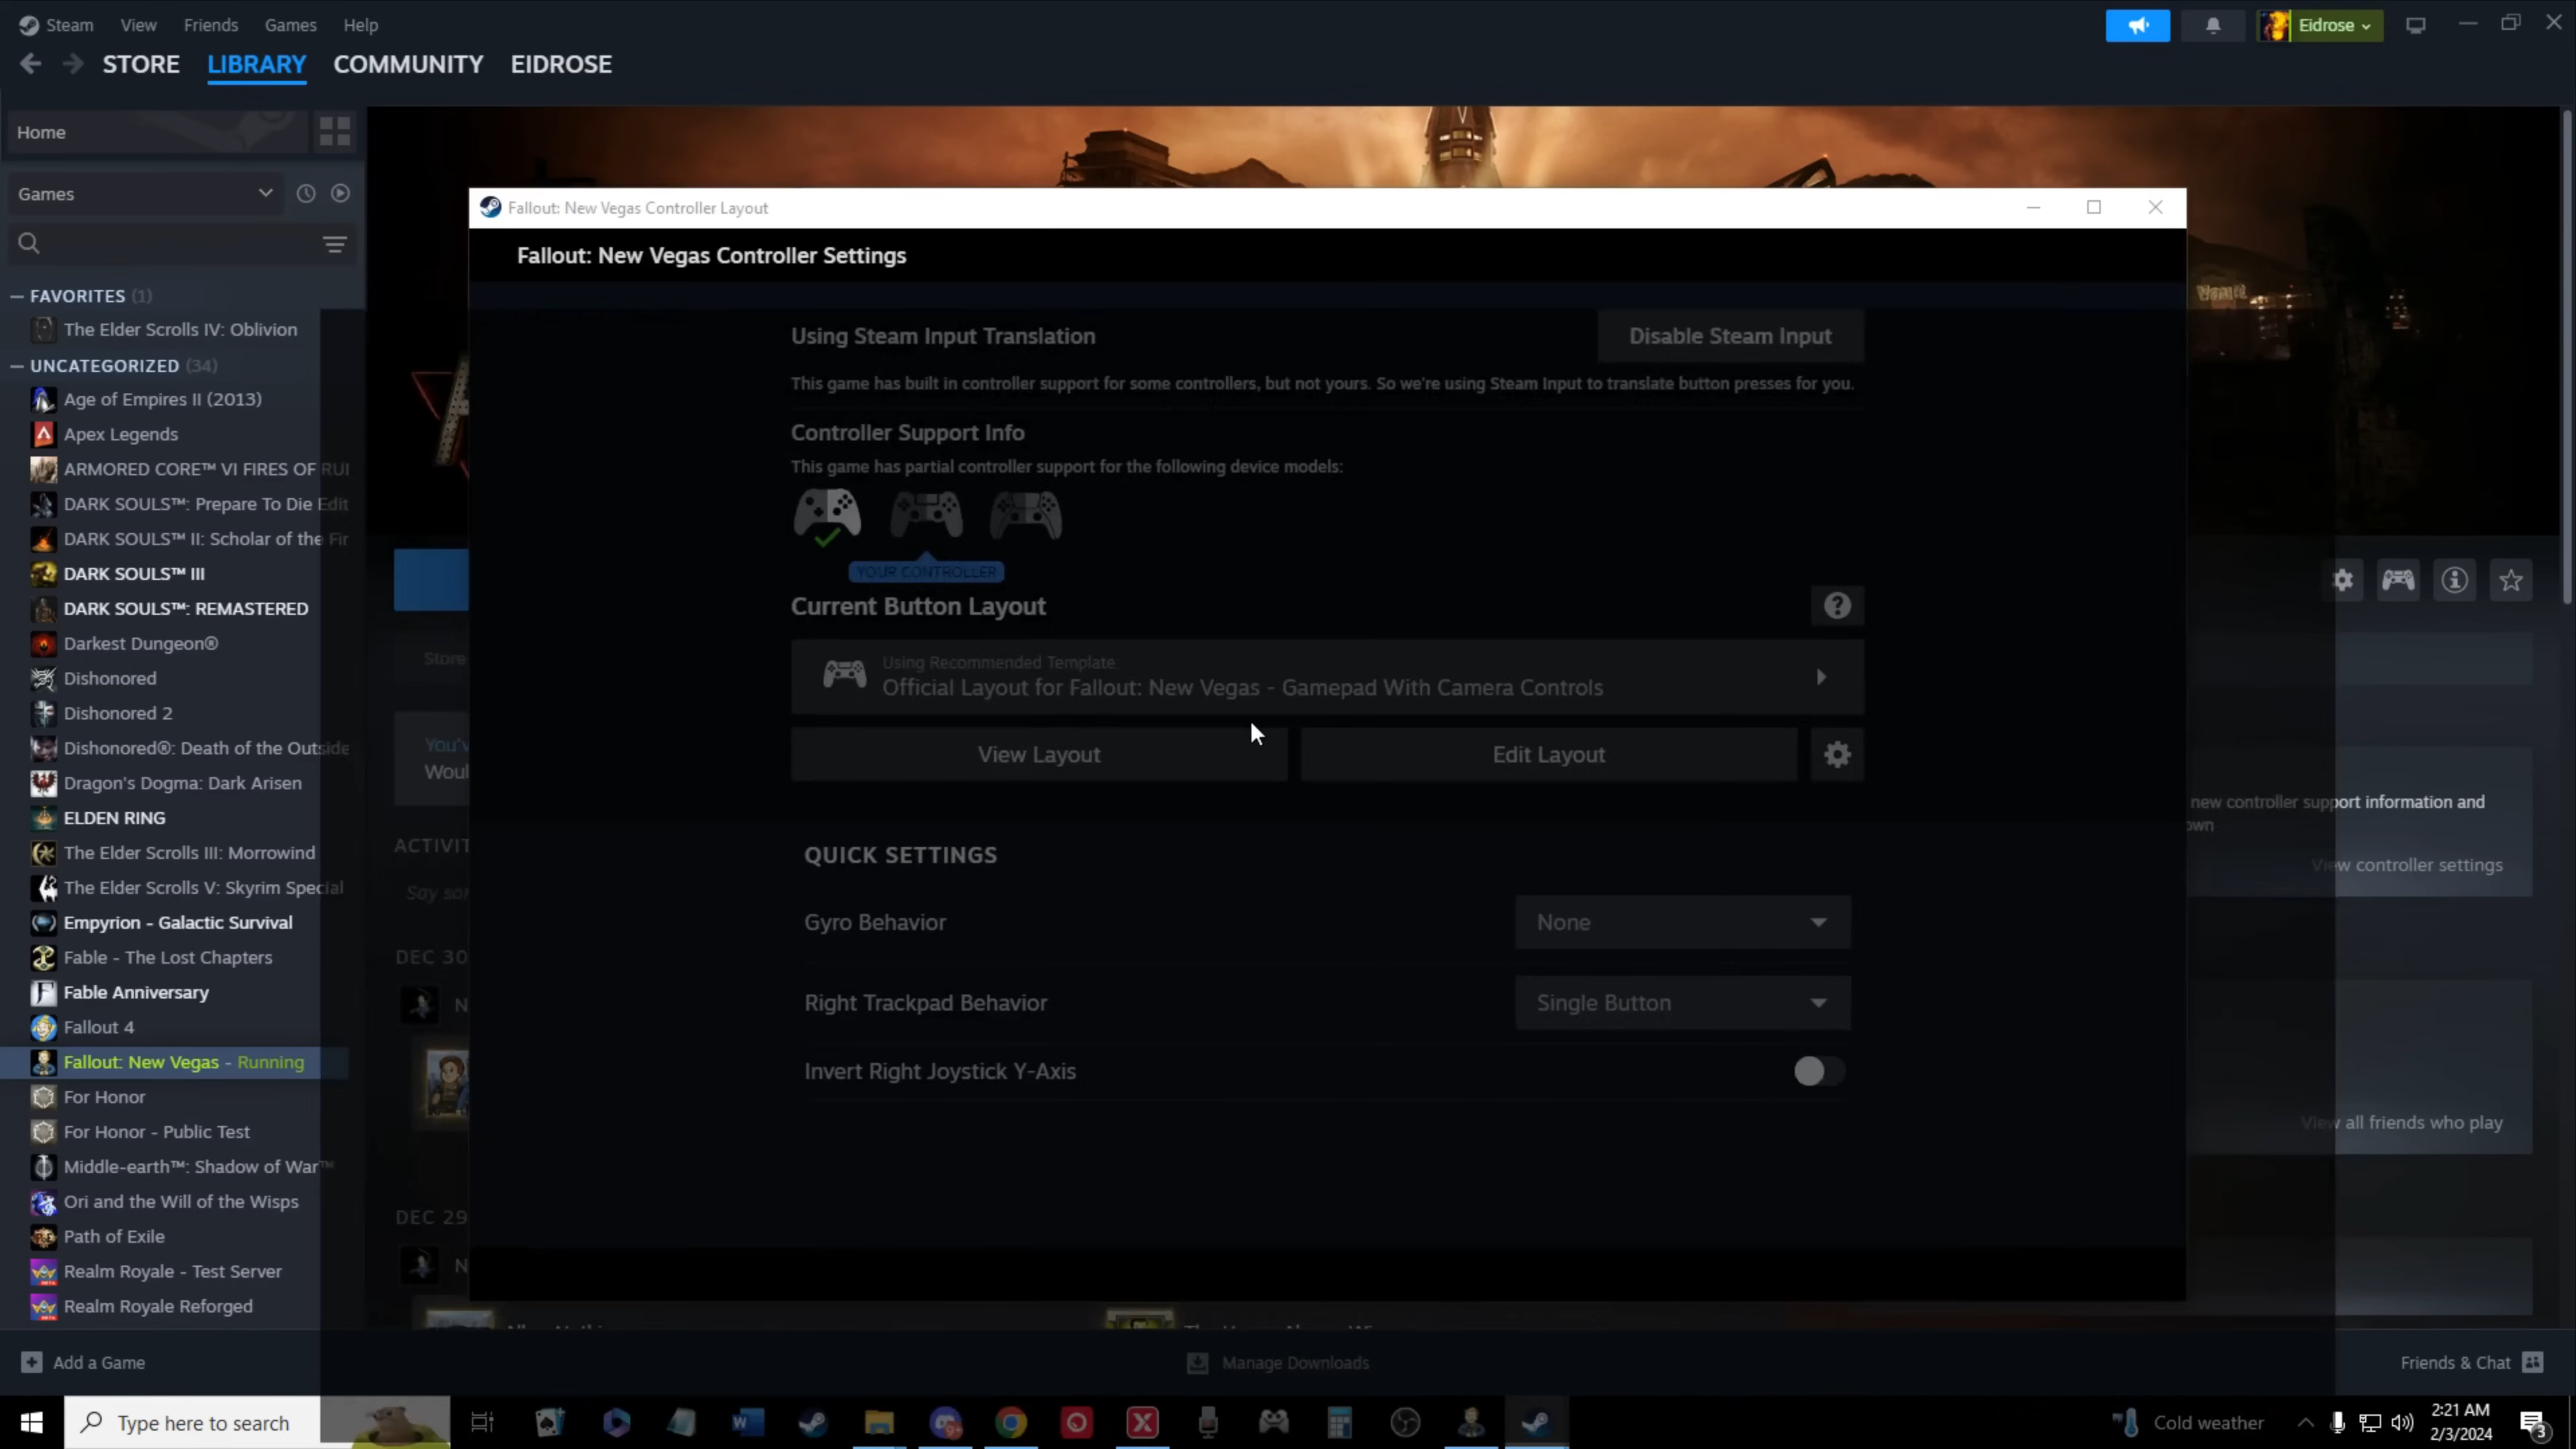 Steam View Friends Games Help
Eidrose
STORE LIBRARY COMMUNITY EIDROSE
Home
Games
FAVORITES (1)
The Elder Scrolls IV: Oblivion
UNCATEGORIZED (34)
Age of Empires II (2013)
Apex Legends
ARMORED CORE™ VI FIRES OF RUI
DARK SOULS™: Prepare To Die Edit
DARK SOULS™ II: Scholar of the Fir
DARK SOULS™ III
DARK SOULS™: REMASTERED
Darkest Dungeon®
Dishonored
Dishonored 2
Dishonored®: Death of the Outside
Dragon's Dogma: Dark Arisen
ELDEN RING
The Elder Scrolls III: Morrowind
The Elder Scrolls V: Skyrim Special
Empyrion - Galactic Survival
Fable - The Lost Chapters
Fable Anniversary
Fallout 4
Fallout: New Vegas - Running
For Honor
For Honor - Public Test
Middle-earth™: Shadow of War™
Ori and the Will of the Wisps
Path of Exile
Realm Royale - Test Server
Realm Royale Reforged
Add a Game
Store
You'v
Woul
ACTIVIT
Say sor
DEC 30
N
DEC 29
N
Fallout: New Vegas Controller Layout
Fallout: New Vegas Controller Settings
Using Steam Input Translation
Disable Steam Input
This game has built in controller support for some controllers, but not yours. So we're using Steam Input to translate button presses for you.
Controller Support Info
This game has partial controller support for the following device models:
YOUR CONTROLLER
Current Button Layout
Using Recommended Template.
Official Layout for Fallout: New Vegas - Gamepad With Camera Controls
View Layout
Edit Layout
QUICK SETTINGS
Gyro Behavior
None
Right Trackpad Behavior
Single Button
Invert Right Joystick Y-Axis
new controller support information and
own
View controller settings
View all friends who play
Manage Downloads
Friends & Chat
Type here to search
Cold weather
2:21 AM
2/3/2024
3